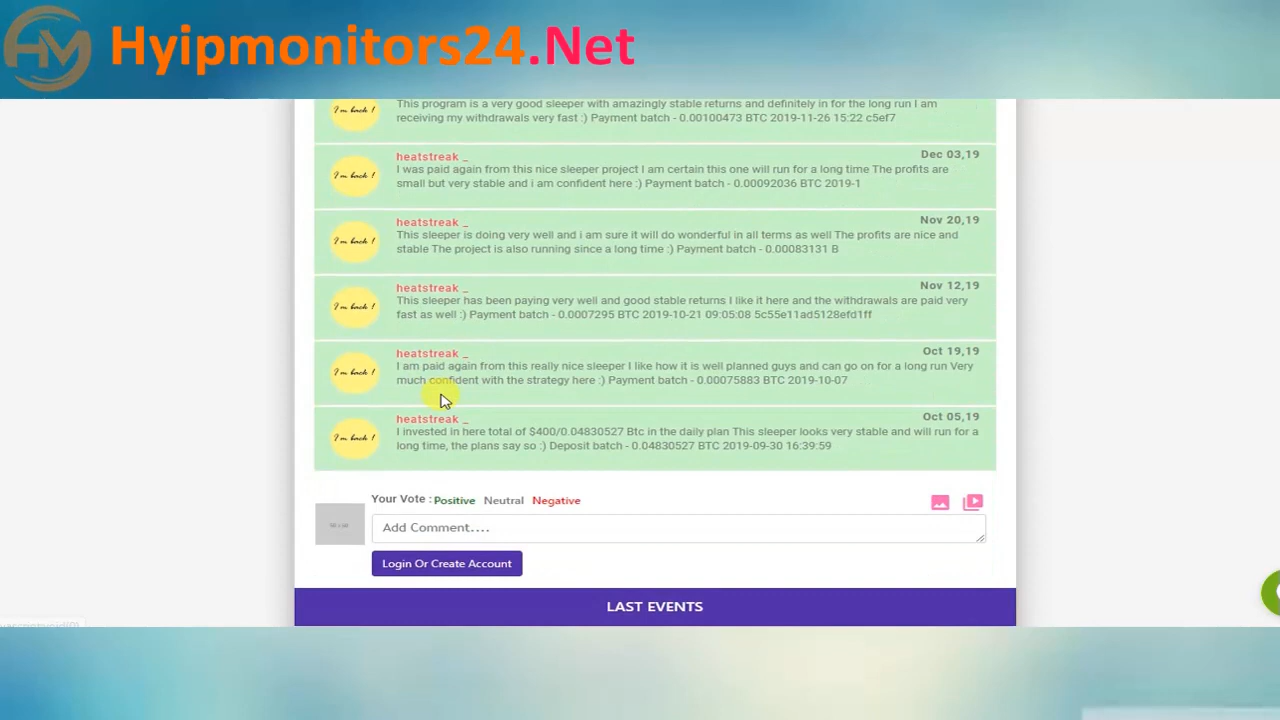 HM
Hyipmonitors24.Net
I'm back !
This program is a very good sleeper with amazingly stable returns and definitely in for the long run I am
receiving my withdrawals very fast :) Payment batch - 0.00100473 BTC 2019-11-26 15:22 c5ef7
I'm back !
heatstreak _
Dec 03,19
I was paid again from this nice sleeper project I am certain this one will run for a long time The profits are
small but very stable and i am confident here :) Payment batch - 0.00092036 BTC 2019-1
I'm back !
heatstreak _
Nov 20,19
This sleeper is doing very well and i am sure it will do wonderful in all terms as well The profits are nice and
stable The project is also running since a long time :) Payment batch - 0.00083131 B
I'm back !
heatstreak _
Nov 12,19
This sleeper has been paying very well and good stable returns I like it here and the withdrawals are paid very
fast as well :) Payment batch - 0.0007295 BTC 2019-10-21 09:05:08 5c55e11ad5128efd1ff
I'm back !
heatstreak _
Oct 19,19
I am paid again from this really nice sleeper I like how it is well planned guys and can go on for a long run Very
much confident with the strategy here :) Payment batch - 0.00075883 BTC 2019-10-07
I'm back !
heatstreak _
Oct 05,19
I invested in here total of $400/0.04830527 Btc in the daily plan This sleeper looks very stable and will run for a
long time, the plans say so :) Deposit batch - 0.04830527 BTC 2019-09-30 16:39:59
Your Vote : Positive Neutral Negative
Add Comment....
Login Or Create Account
LAST EVENTS